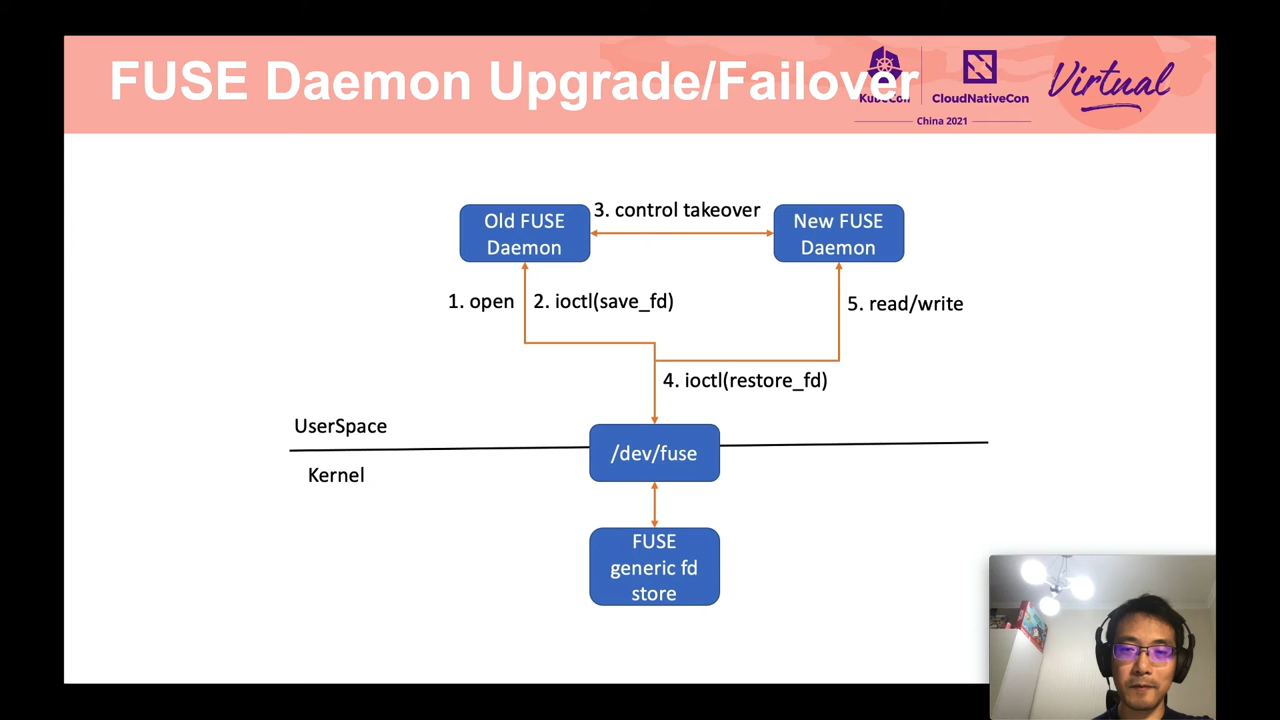 FUSE Daemon Upgrade/Failover
KubeCon
CloudNativeCon
China 2021
Virtual
Old FUSE
Daemon
3. control takeover
New FUSE
Daemon
1. open
2. ioctl(save_fd)
5. read/write
4. ioctl(restore_fd)
UserSpace
Kernel
/dev/fuse
FUSE
generic fd
store